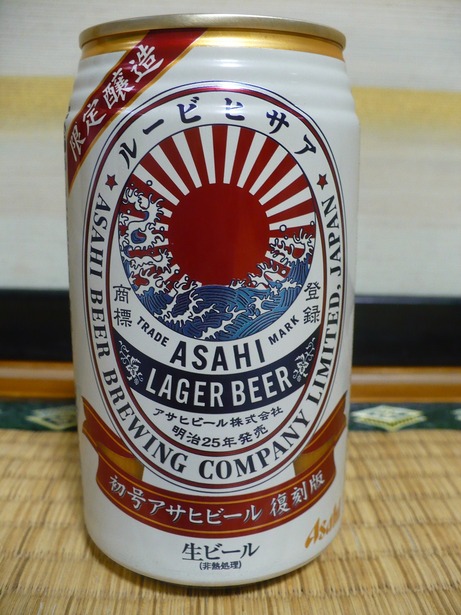 限定醸造
ルービヒサア
ASAHI BEER BREWING COMPANY LIMITED, JAPAN.
商標
登録
TRADE MARK
ASAHI
LAGER BEER
アサヒビール株式会社
明治25年発売
初号アサヒビール 復刻版
Asahi
生ビール
(非熱処理)